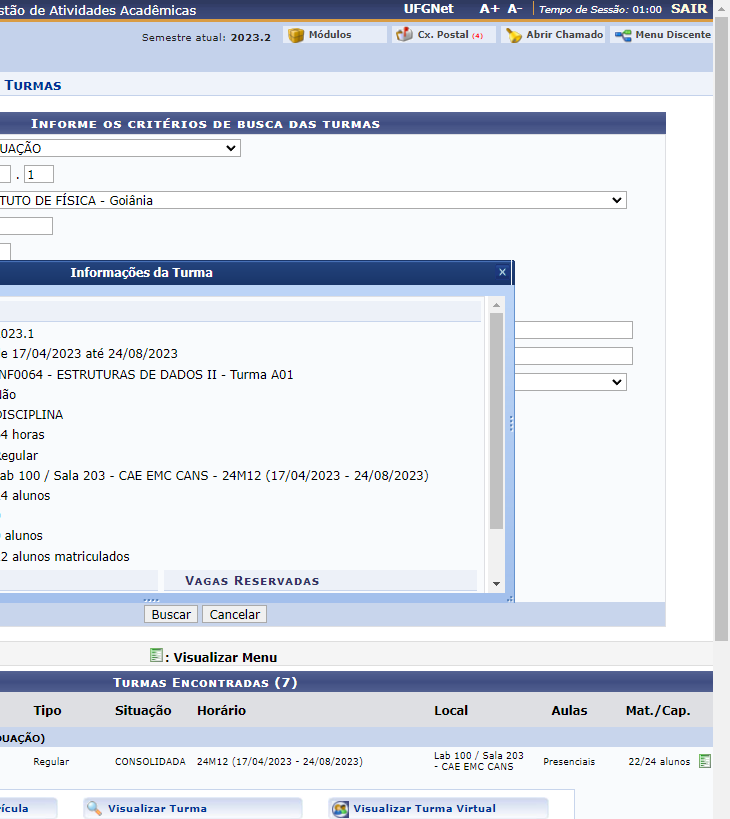 stão de Atividades Acadêmicas UFGNet A+ A- Tempo de Sessão: 01:00 SAIR
Semestre atual: 2023.2 Módulos Cx. Postal (4) Abrir Chamado Menu Discente
TURMAS
INFORME OS CRITÉRIOS DE BUSCA DAS TURMAS
UAÇÃO
. 1
TUTO DE FÍSICA - Goiânia
Informações da Turma x
023.1
e 17/04/2023 até 24/08/2023
NF0064 - ESTRUTURAS DE DADOS II - Turma A01
ão
DISCIPLINA
4 horas
egular
ab 100 / Sala 203 - CAE EMC CANS - 24M12 (17/04/2023 - 24/08/2023)
4 alunos
alunos
2 alunos matriculados
VAGAS RESERVADAS
Buscar Cancelar
: Visualizar Menu
TURMAS ENCONTRADAS (7)
Tipo Situação Horário Local Aulas Mat./Cap.
DUAÇÃO)
Regular CONSOLIDADA 24M12 (17/04/2023 - 24/08/2023) Lab 100 / Sala 203 - CAE EMC CANS Presenciais 22/24 alunos
rícula Visualizar Turma Visualizar Turma Virtual